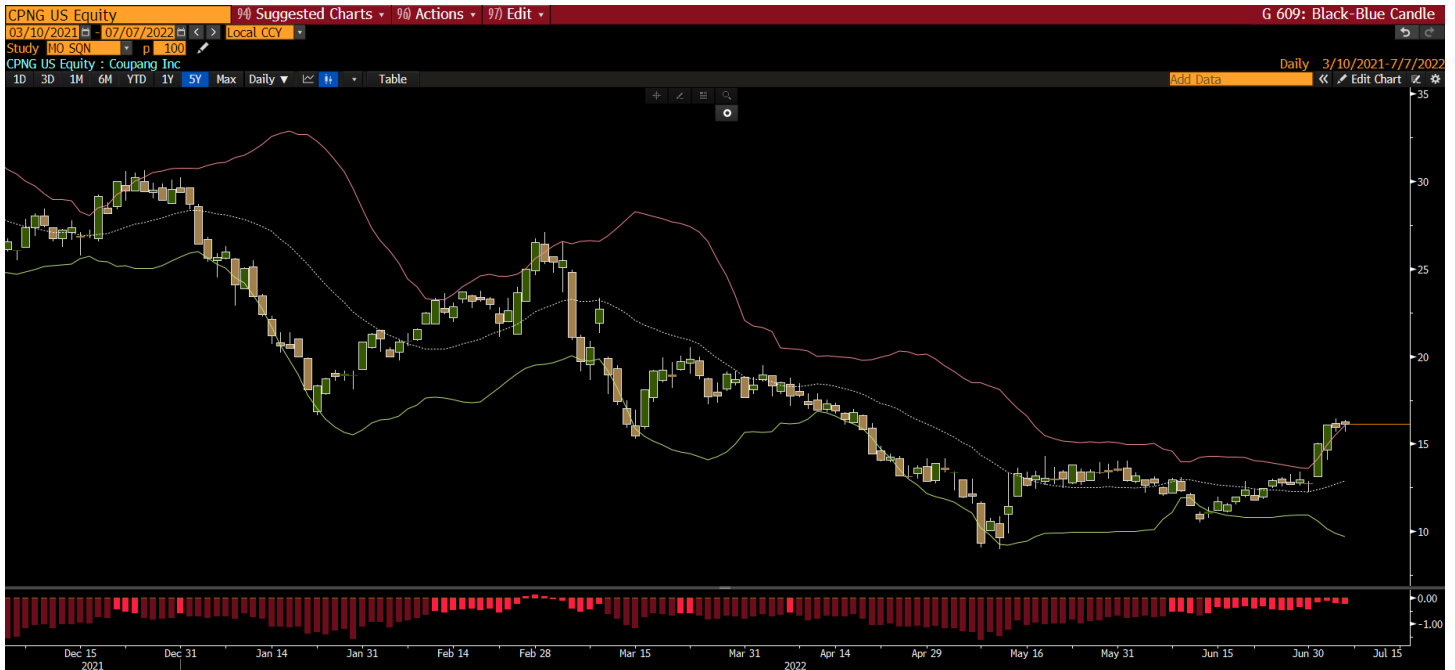 CPNG US Equity 94) Suggested Charts 96) Actions 97) Edit G 609: Black-Blue Candle
03/10/2021 - 07/07/2022 < > Local CCY
Study MO SQN p 100
CPNG US Equity : Coupang Inc Daily 3/10/2021-7/7/2022
1D 3D 1M 6M YTD 1Y 5Y Max Daily ▼ Table Add Data « Edit Chart
35
30
25
20
15
10
0.00
-1.00
Dec 15 Dec 31 Jan 14 Jan 31 Feb 14 Feb 28 Mar 15 Mar 31 Apr 14 Apr 29 May 16 May 31 Jun 15 Jun 30 Jul 15
2021 2022